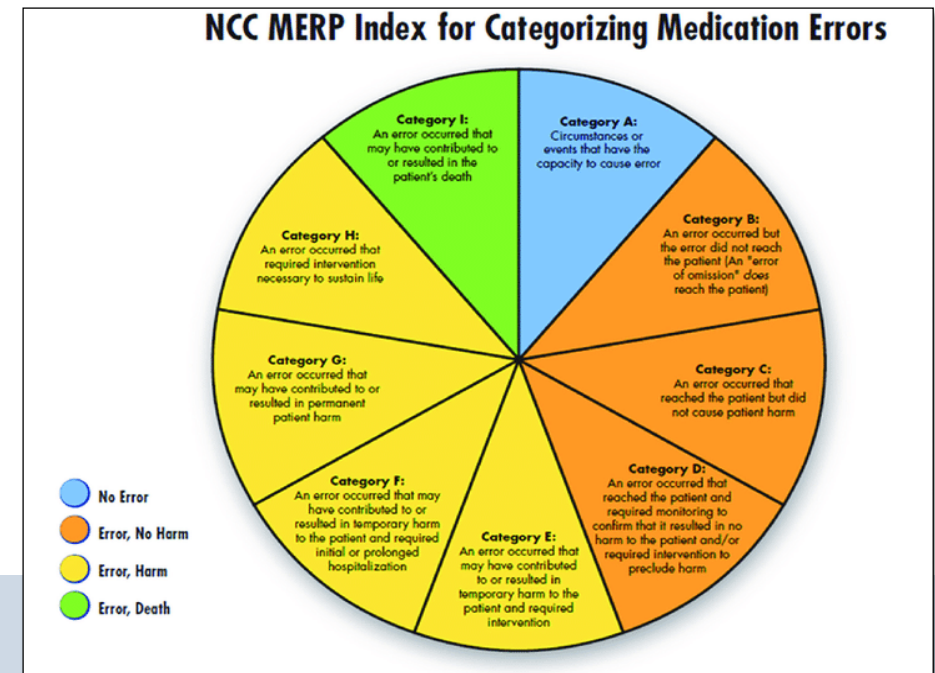 NCC MERP Index for Categorizing Medication Errors
Category I:
An error occurred that
may have contributed to
or resulted in the
patient's death
Category A:
Circumstances or
events that have the
capacity to cause error
Category B:
An error occurred but
the error did not reach
the patient (An "error
of omission" does
reach the patient)
Category H:
An error occurred that
required intervention
necessary to sustain life
Category G:
An error occurred that
may have contributed to or
resulted in permanent
patient harm
Category C:
An error occurred that
reached the patient but did
not cause patient harm
Category D:
An error occurred that
reached the patient and
required monitoring to
confirm that it resulted in no
harm to the patient and/or
required intervention to
preclude harm
Category F:
An error occurred that may
have contributed to or
resulted in temporary harm
to the patient and required
initial or prolonged
hospitalization
Category E:
An error occurred that
may have contributed
to or resulted in
temporary harm to the
patient and required
intervention
No Error
Error, No Harm
Error, Harm
Error, Death